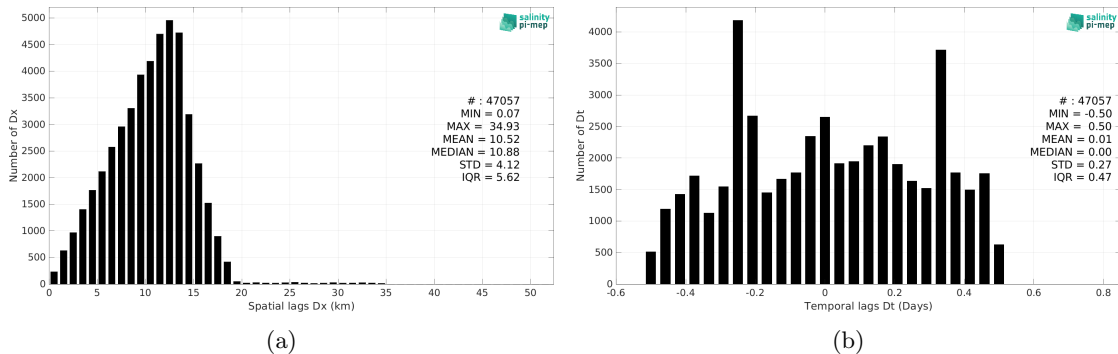 5000
4500
4000
3500
3000
2500
2000
1500
1000
500
0
Number of Dx
0 5 10 15 20 25 30 35 40 45 50
Spatial lags Dx (km)
salinity
pi-mep
# : 47057
MIN = 0.07
MAX = 34.93
MEAN = 10.52
MEDIAN = 10.88
STD = 4.12
IQR = 5.62
(a)
4000
3500
3000
2500
2000
1500
1000
500
0
Number of Dt
-0.6 -0.4 -0.2 0 0.2 0.4 0.6 0.8
Temporal lags Dt (Days)
salinity
pi-mep
# : 47057
MIN = -0.50
MAX = 0.50
MEAN = 0.01
MEDIAN = 0.00
STD = 0.27
IQR = 0.47
(b)